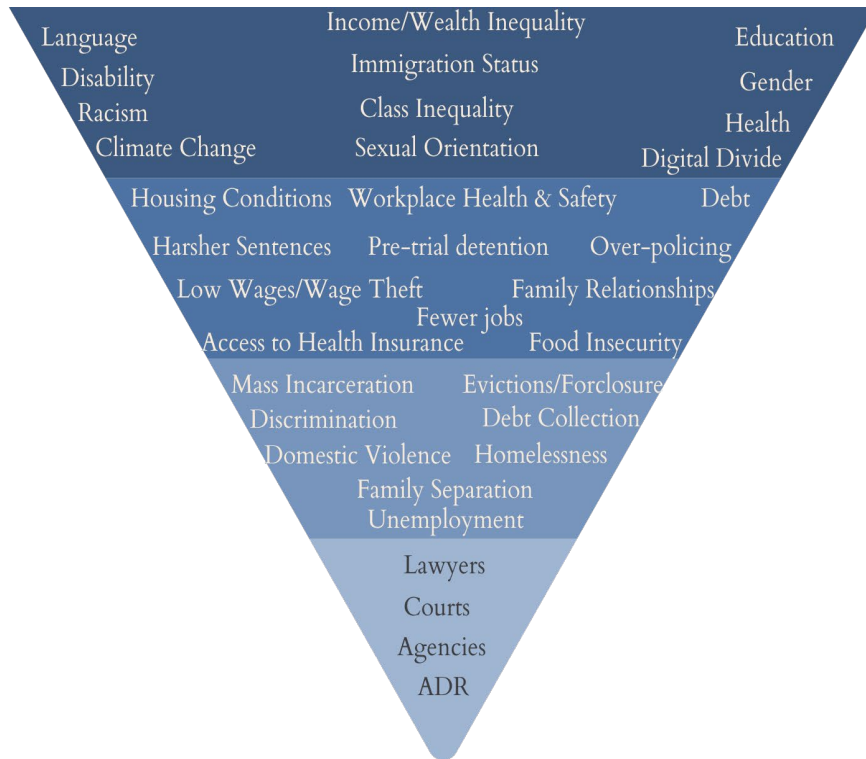 Income/Wealth Inequality
Language
Education
Immigration Status
Disability
Gender
Racism
Class Inequality
Health
Climate Change
Sexual Orientation
Digital Divide
Housing Conditions Workplace Health & Safety Debt
Harsher Sentences Pre-trial detention Over-policing
Low Wages/Wage Theft Family Relationships
Fewer jobs
Access to Health Insurance Food Insecurity
Mass Incarceration Evictions/Forclosure
Discrimination Debt Collection
Domestic Violence Homelessness
Family Separation
Unemployment
Lawyers
Courts
Agencies
ADR